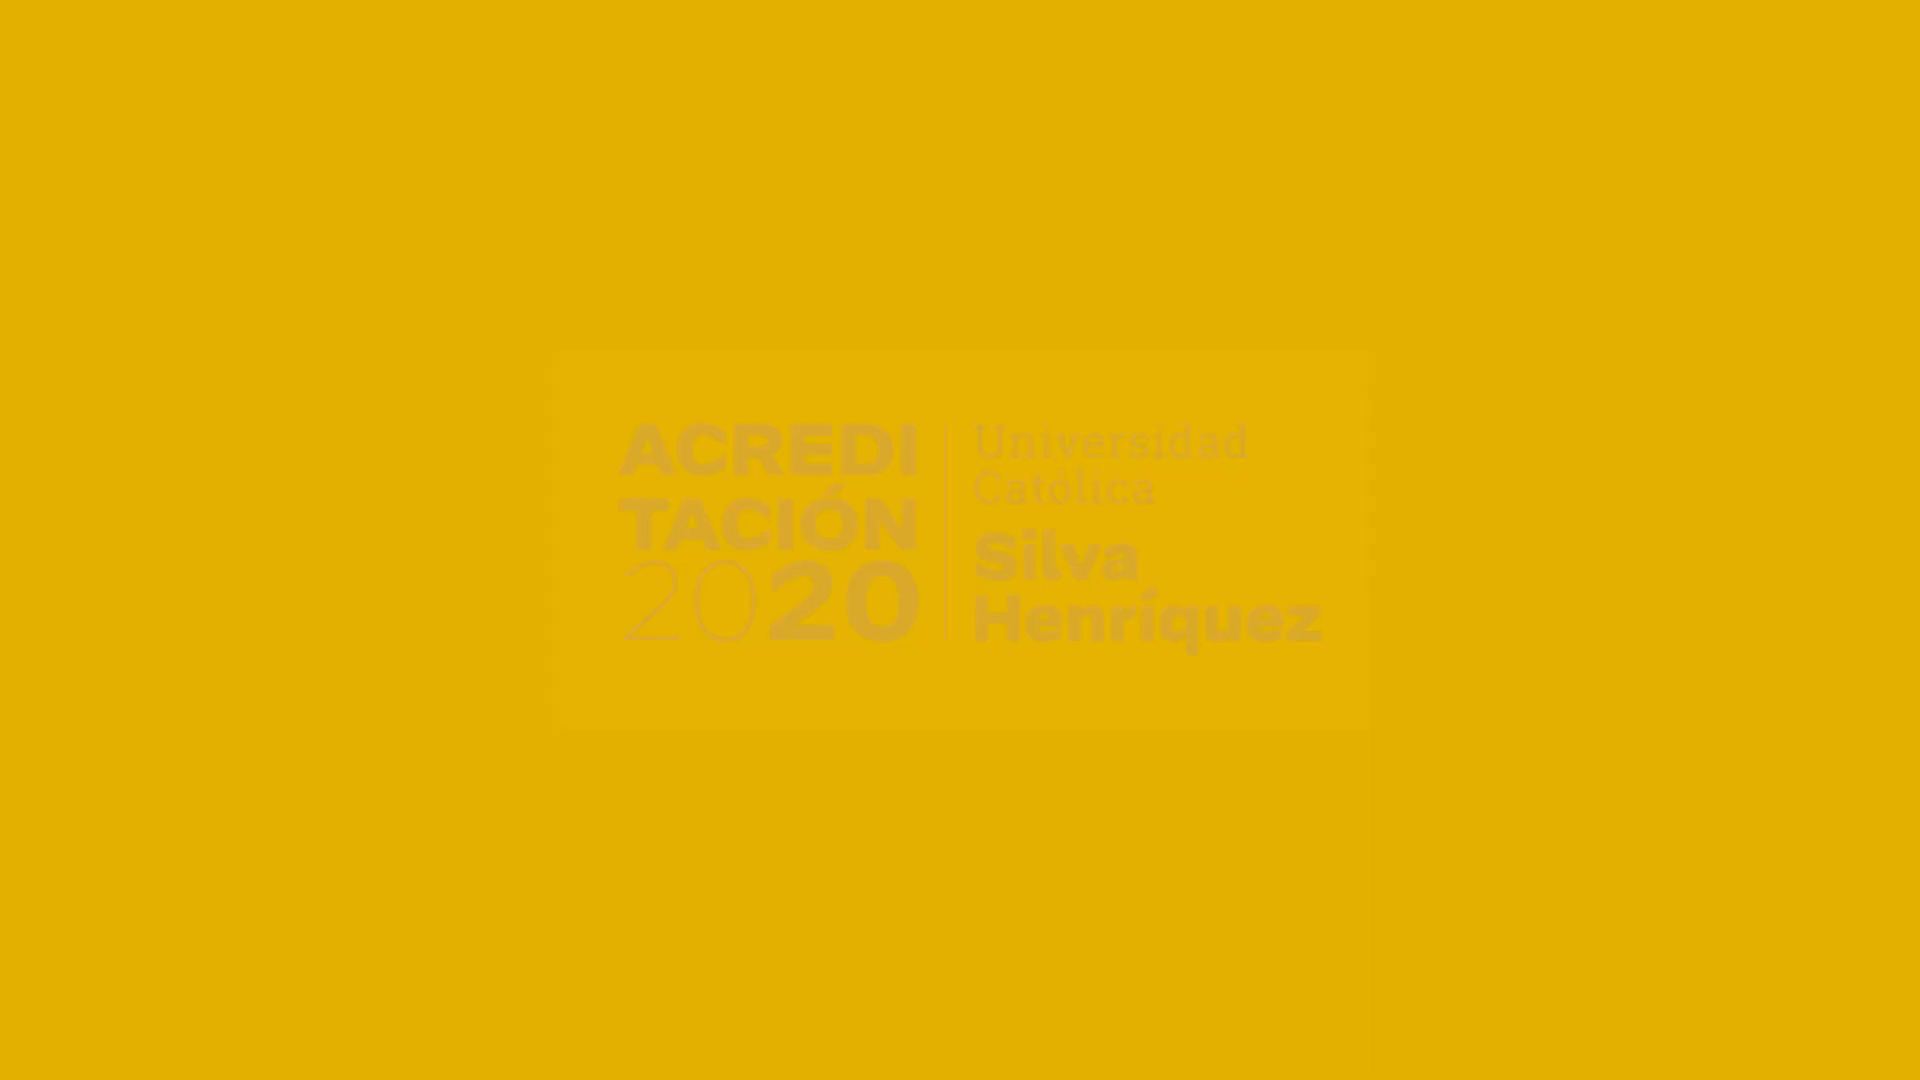 ACREDI
TACIÓN
2020
Universidad
Católica
Silva
Henríquez